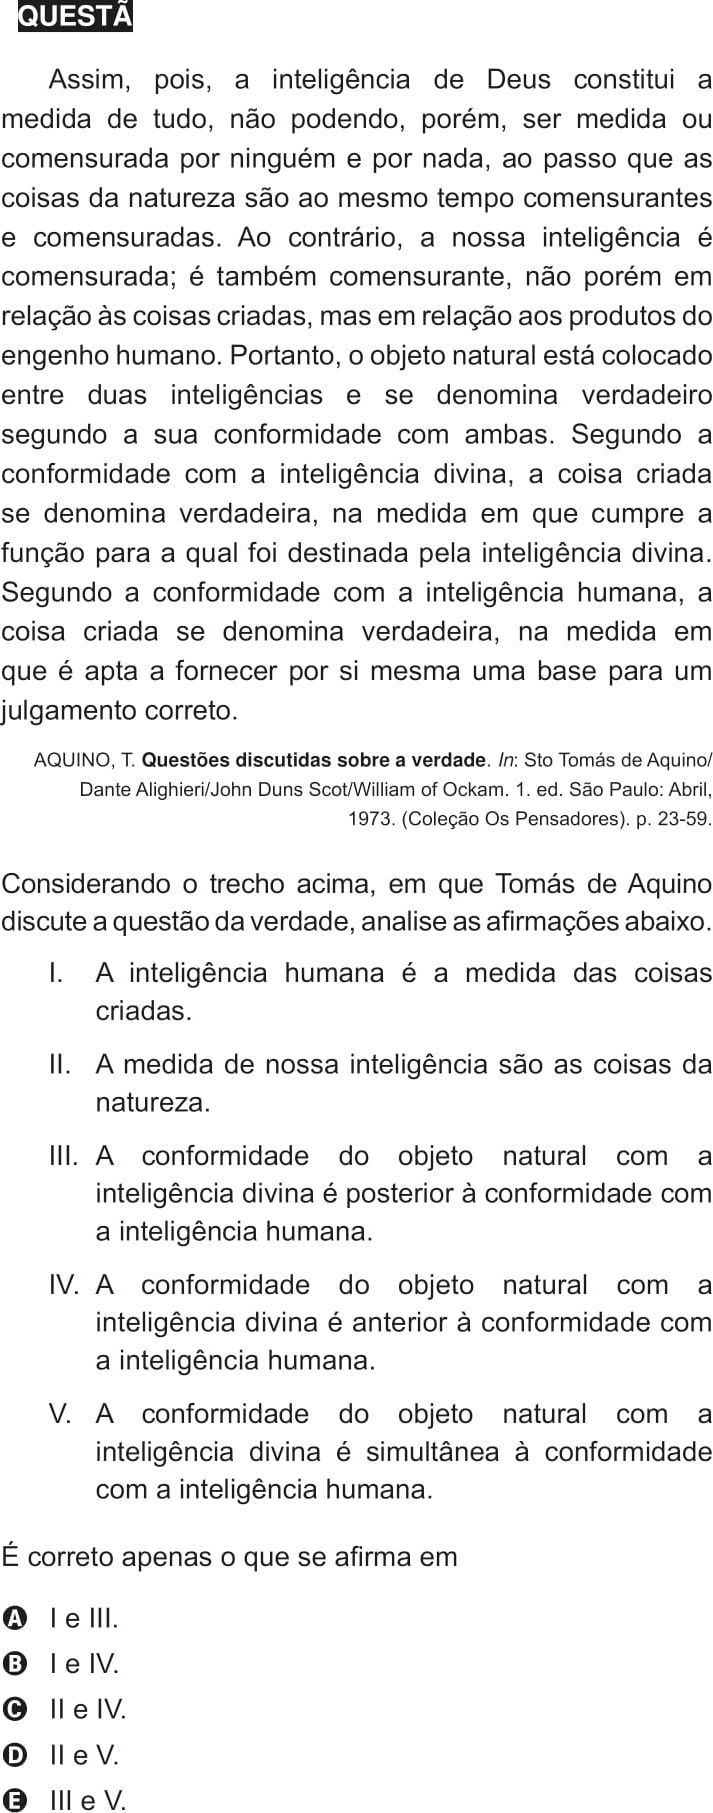 QUESTÃ
Assim, pois, a inteligência de Deus constitui a
medida de tudo, não podendo, porém, ser medida ou
comensurada por ninguém e por nada, ao passo que as
coisas da natureza são ao mesmo tempo comensurantes
e comensuradas. Ao contrário, a nossa inteligência é
comensurada; é também comensurante, não porém em
relação às coisas criadas, mas em relação aos produtos do
engenho humano. Portanto, o objeto natural está colocado
entre duas inteligências e se denomina verdadeiro
segundo a sua conformidade com ambas. Segundo a
conformidade com a inteligência divina, a coisa criada
se denomina verdadeira, na medida em que cumpre a
função para a qual foi destinada pela inteligência divina.
Segundo a conformidade com a inteligência humana, a
coisa criada se denomina verdadeira, na medida em
que é apta a fornecer por si mesma uma base para um
julgamento correto.
AQUINO, T. Questões discutidas sobre a verdade. In: Sto Tomás de Aquino/
Dante Alighieri/John Duns Scot/William of Ockam. 1. ed. São Paulo: Abril,
1973. (Coleção Os Pensadores). p. 23-59.
Considerando o trecho acima, em que Tomás de Aquino
discute a questão da verdade, analise as afirmações abaixo.
I. A inteligência humana é a medida das coisas
criadas.
II. A medida de nossa inteligência são as coisas da
natureza.
III. A conformidade do objeto natural com a
inteligência divina é posterior à conformidade com
a inteligência humana.
IV. A conformidade do objeto natural com a
inteligência divina é anterior à conformidade com
a inteligência humana.
V. A conformidade do objeto natural com a
inteligência divina é simultânea à conformidade
com a inteligência humana.
É correto apenas o que se afirma em
A I e III.
B I e IV.
C II e IV.
D II e V.
E III e V.